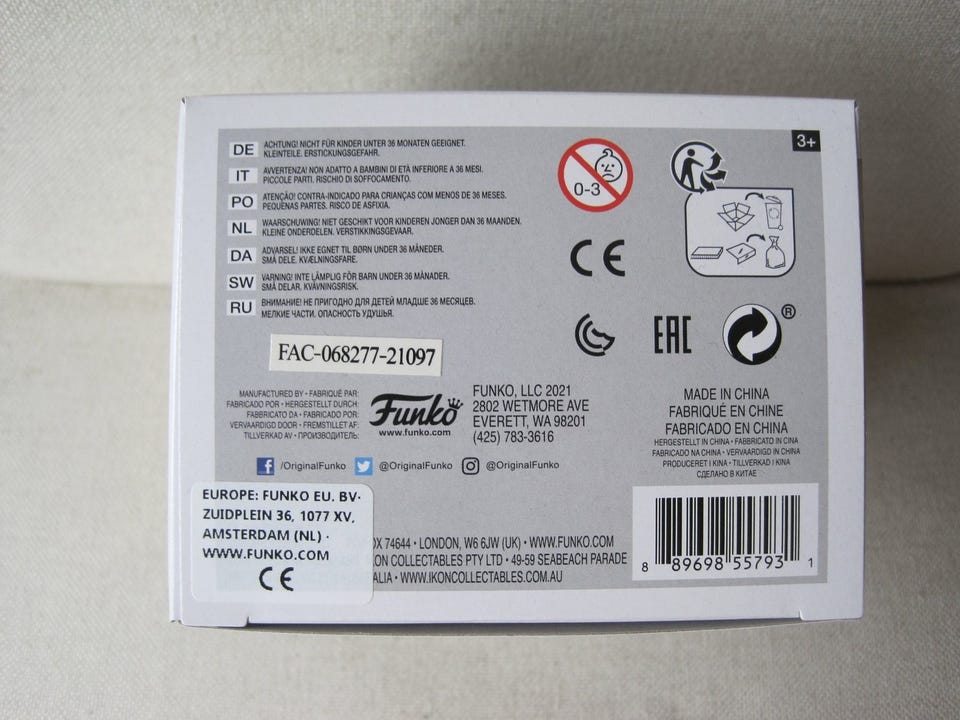 DE ACHTUNG! NICHT FÜR KINDER UNTER 36 MONATEN GEEIGNET.
KLEINTEILE. ERSTICKUNGSGEFAHR.
IT AVVERTENZA! NON ADATTO A BAMBINI DI ETÀ INFERIORE A 36 MESI.
PICCOLE PARTI. RISCHIO DI SOFFOCAMENTO.
PO ATENÇÃO! CONTRA-INDICADO PARA CRIANÇAS COM MENOS DE 36 MESES.
PEQUENAS PARTES. RISCO DE ASFIXIA.
NL WAARSCHUWING! NIET GESCHIKT VOOR KINDEREN JONGER DAN 36 MAANDEN.
KLEINE ONDERDELEN. VERSTIKKINGSGEVAAR.
DA ADVARSEL! IKKE EGNET TIL BØRN UNDER 36 MÅNEDER.
SMÅ DELE. KVÆLNINGSFARE.
SW VARNING! INTE LÄMPLIG FÖR BARN UNDER 36 MÅNADER.
SMÅ DELAR. KVÄVNINGSRISK.
RU ВНИМАНИЕ! НЕ ПРИГОДНО ДЛЯ ДЕТЕЙ МЛАДШЕ 36 МЕСЯЦЕВ.
МЕЛКИЕ ЧАСТИ. ОПАСНОСТЬ УДУШЬЯ.
0-3
3+
CE
EAC
®
FAC-068277-21097
MANUFACTURED BY • FABRIQUÉ PAR:
FABRICADO POR • HERGESTELLT DURCH:
FABBRICATO DA • FABRICADO POR:
VERVAARDIGD DOOR • FREMSTILLET AF:
TILLVERKAD AV • ПРОИЗВОДИТЕЛЬ:
Funko
www.funko.com
FUNKO, LLC 2021
2802 WETMORE AVE
EVERETT, WA 98201
(425) 783-3616
MADE IN CHINA
FABRIQUÉ EN CHINE
FABRICADO EN CHINA
HERGESTELLT IN CHINA • FABBRICATO IN CINA
FABRICADO NA CHINA • VERVAARDIGD IN CHINA
PRODUCERET I KINA • TILLVERKAD I KINA
СДЕЛАНО В КИТАЕ
/OriginalFunko @OriginalFunko @OriginalFunko
EUROPE: FUNKO EU. BV·
ZUIDPLEIN 36, 1077 XV,
AMSTERDAM (NL) ·
WWW.FUNKO.COM
CE
OX 74644 • LONDON, W6 6JW (UK) • WWW.FUNKO.COM
KON COLLECTABLES PTY LTD • 49-59 SEABEACH PARADE
ALIA • WWW.IKONCOLLECTABLES.COM.AU
8 89698 55793 1